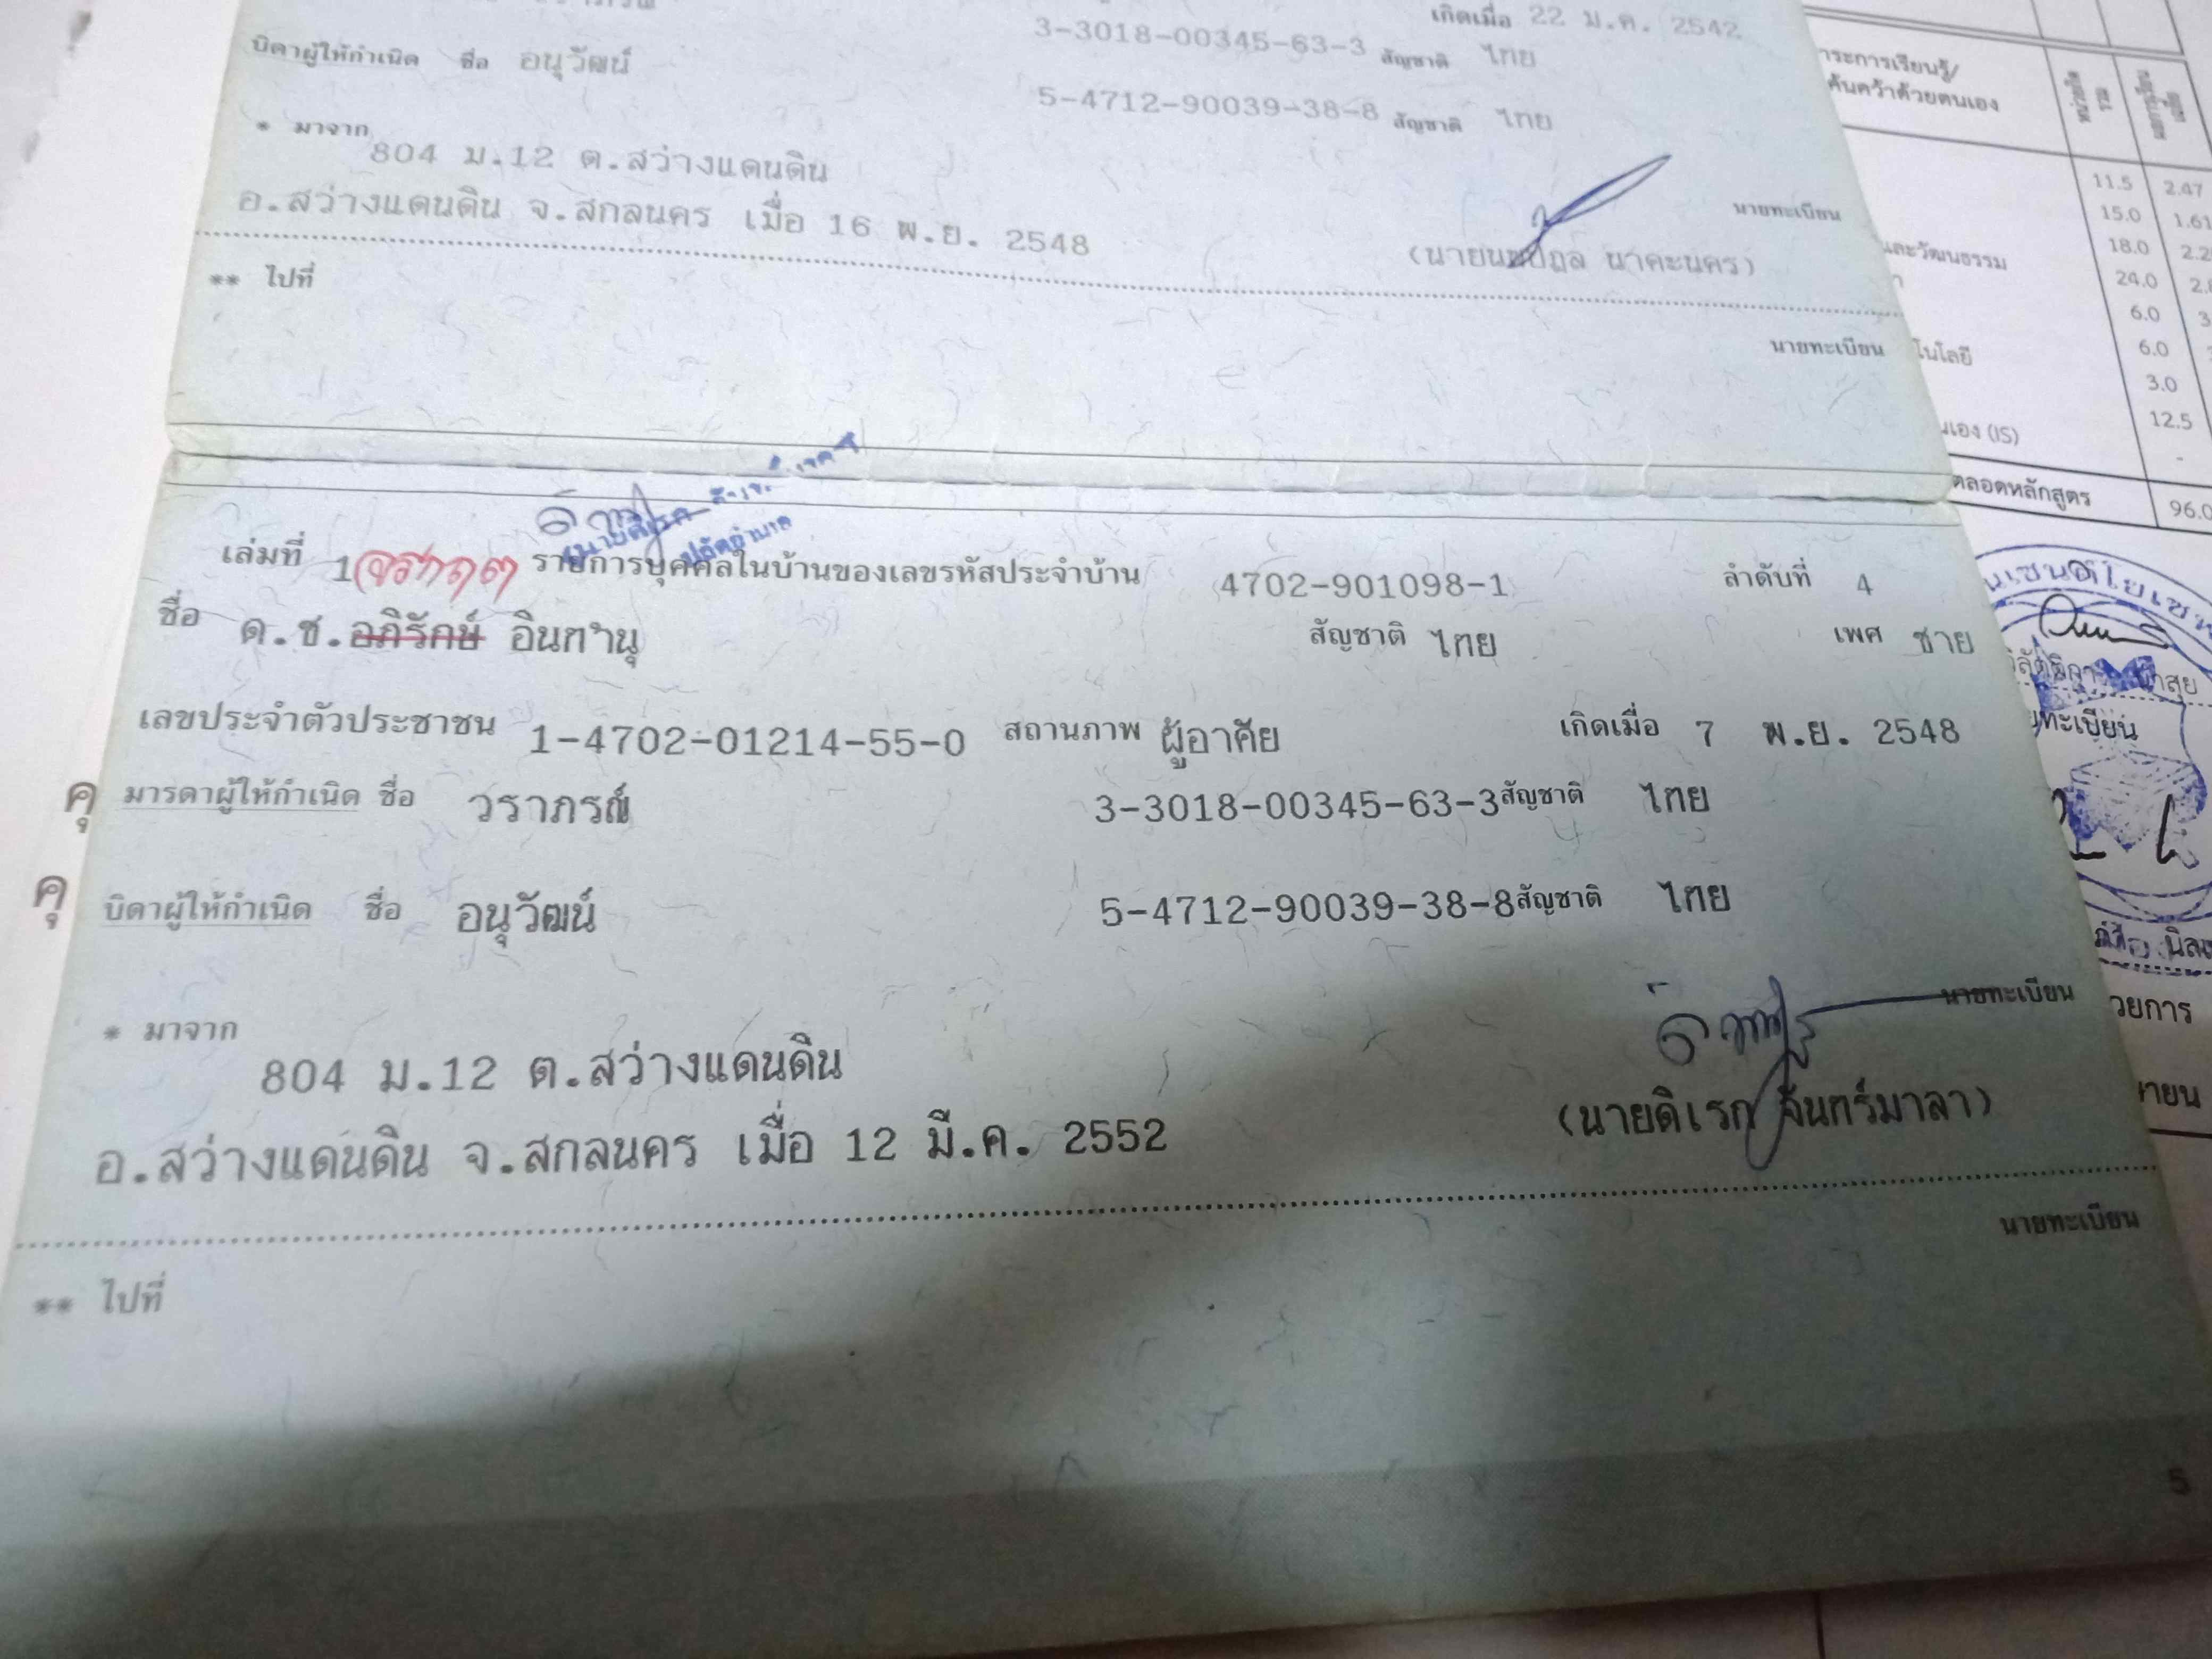 เกิดเมื่อ 22 ม.ค. 2542
3-3018-00345-63-3 สัญชาติ ไทย
บิดาผู้ให้กำเนิด ชื่อ อนุวัฒน์
5-4712-90039-38-8 สัญชาติ ไทย
* มาจาก
804 ม.12 ต.สว่างแดนดิน
อ.สว่างแดนดิน จ.สกลนคร เมื่อ 16 พ.ย. 2548
นายทะเบียน
นาคะนคร)
** ไปที่
นายทะเบียน
เล่มที่ 1 รายการบุคคลในบ้านของเลขรหัสประจำบ้าน 4702-901098-1 ลำดับที่ 4
ชื่อ ด.ช.อภิรักษ์ อินทานุ สัญชาติ ไทย เพศ ชาย
เลขประจำตัวประชาชน 1-4702-01214-55-0 สถานภาพ ผู้อาศัย เกิดเมื่อ 7 พ.ย. 2548
คุ มารดาผู้ให้กำเนิด ชื่อ วราภรณ์ 3-3018-00345-63-3 สัญชาติ ไทย
คุ บิดาผู้ให้กำเนิด ชื่อ อนุวัฒน์ 5-4712-90039-38-8 สัญชาติ ไทย
* มาจาก
804 ม.12 ต.สว่างแดนดิน
อ.สว่างแดนดิน จ.สกลนคร เมื่อ 12 มี.ค. 2552
นายทะเบียน
(นายดิเรก จันทร์มาลา)
** ไปที่
นายทะเบียน
5
าระการเรียนรู้/
ค้นคว้าด้วยตนเอง
11.5 2.47
15.0 1.61
และวัฒนธรรม 18.0 2.2
24.0 2.8
6.0 3
โนโลยี 6.0
3.0
นเอง (IS) 12.5
-
ตลอดหลักสูตร 96.0
ทะเบียน
วยการ
ายน